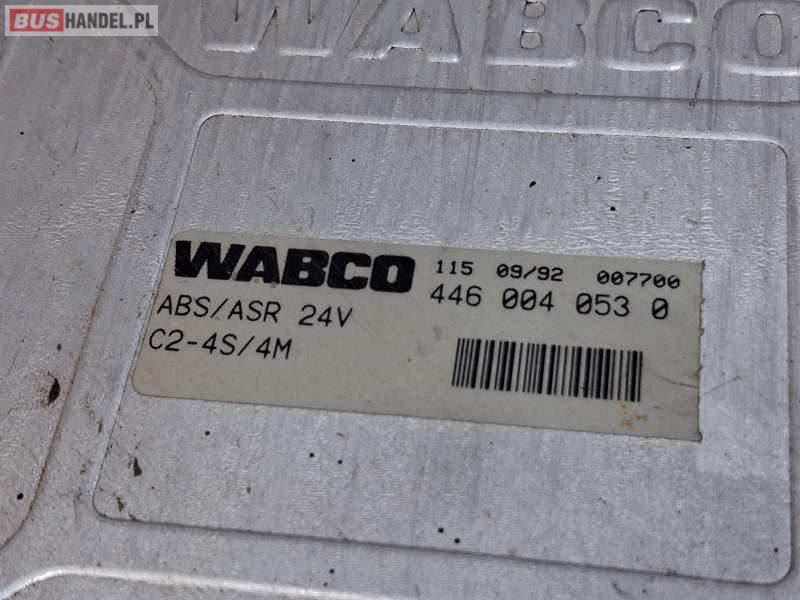 BUSHANDEL.PL
WABCO
WABCO 115 09/92 007700
446 004 053 0
ABS/ASR 24V
C2-4S/4M